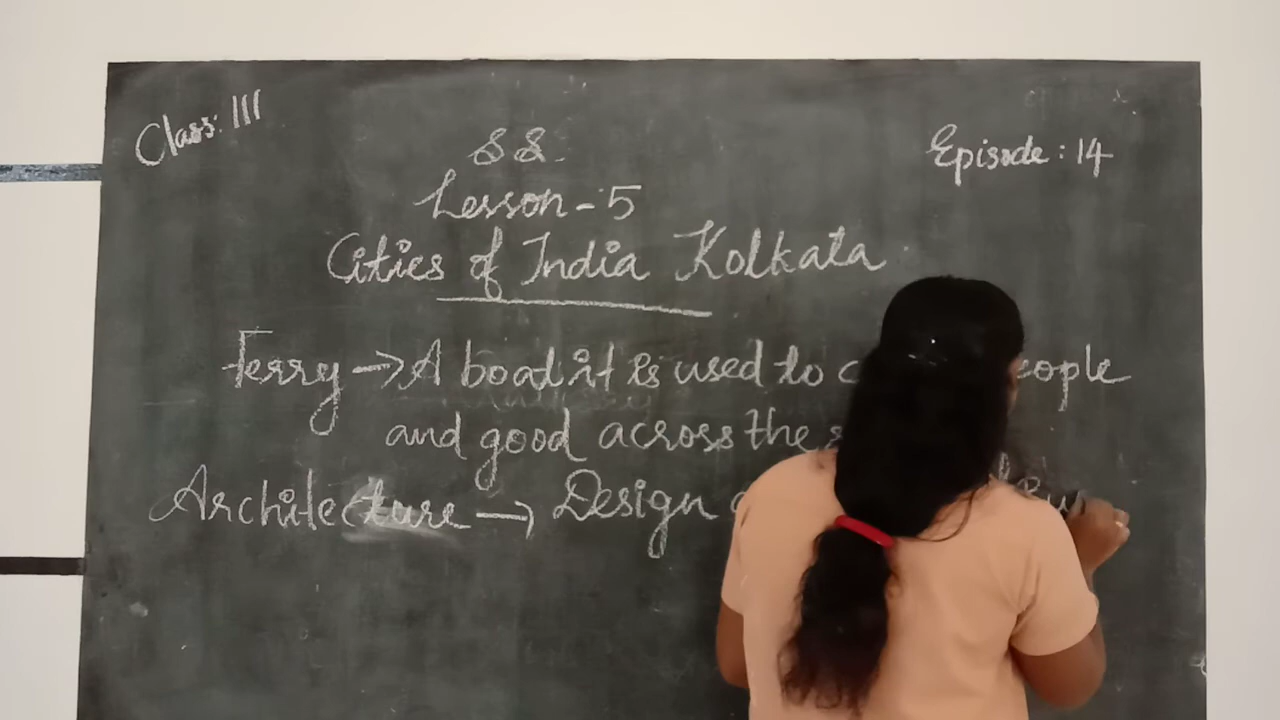 Class: III
S S.
Episode: 14
Lesson - 5
Cities of India Kolkata
Ferry → A boat it is used to people
and good across the
Architecture → Design